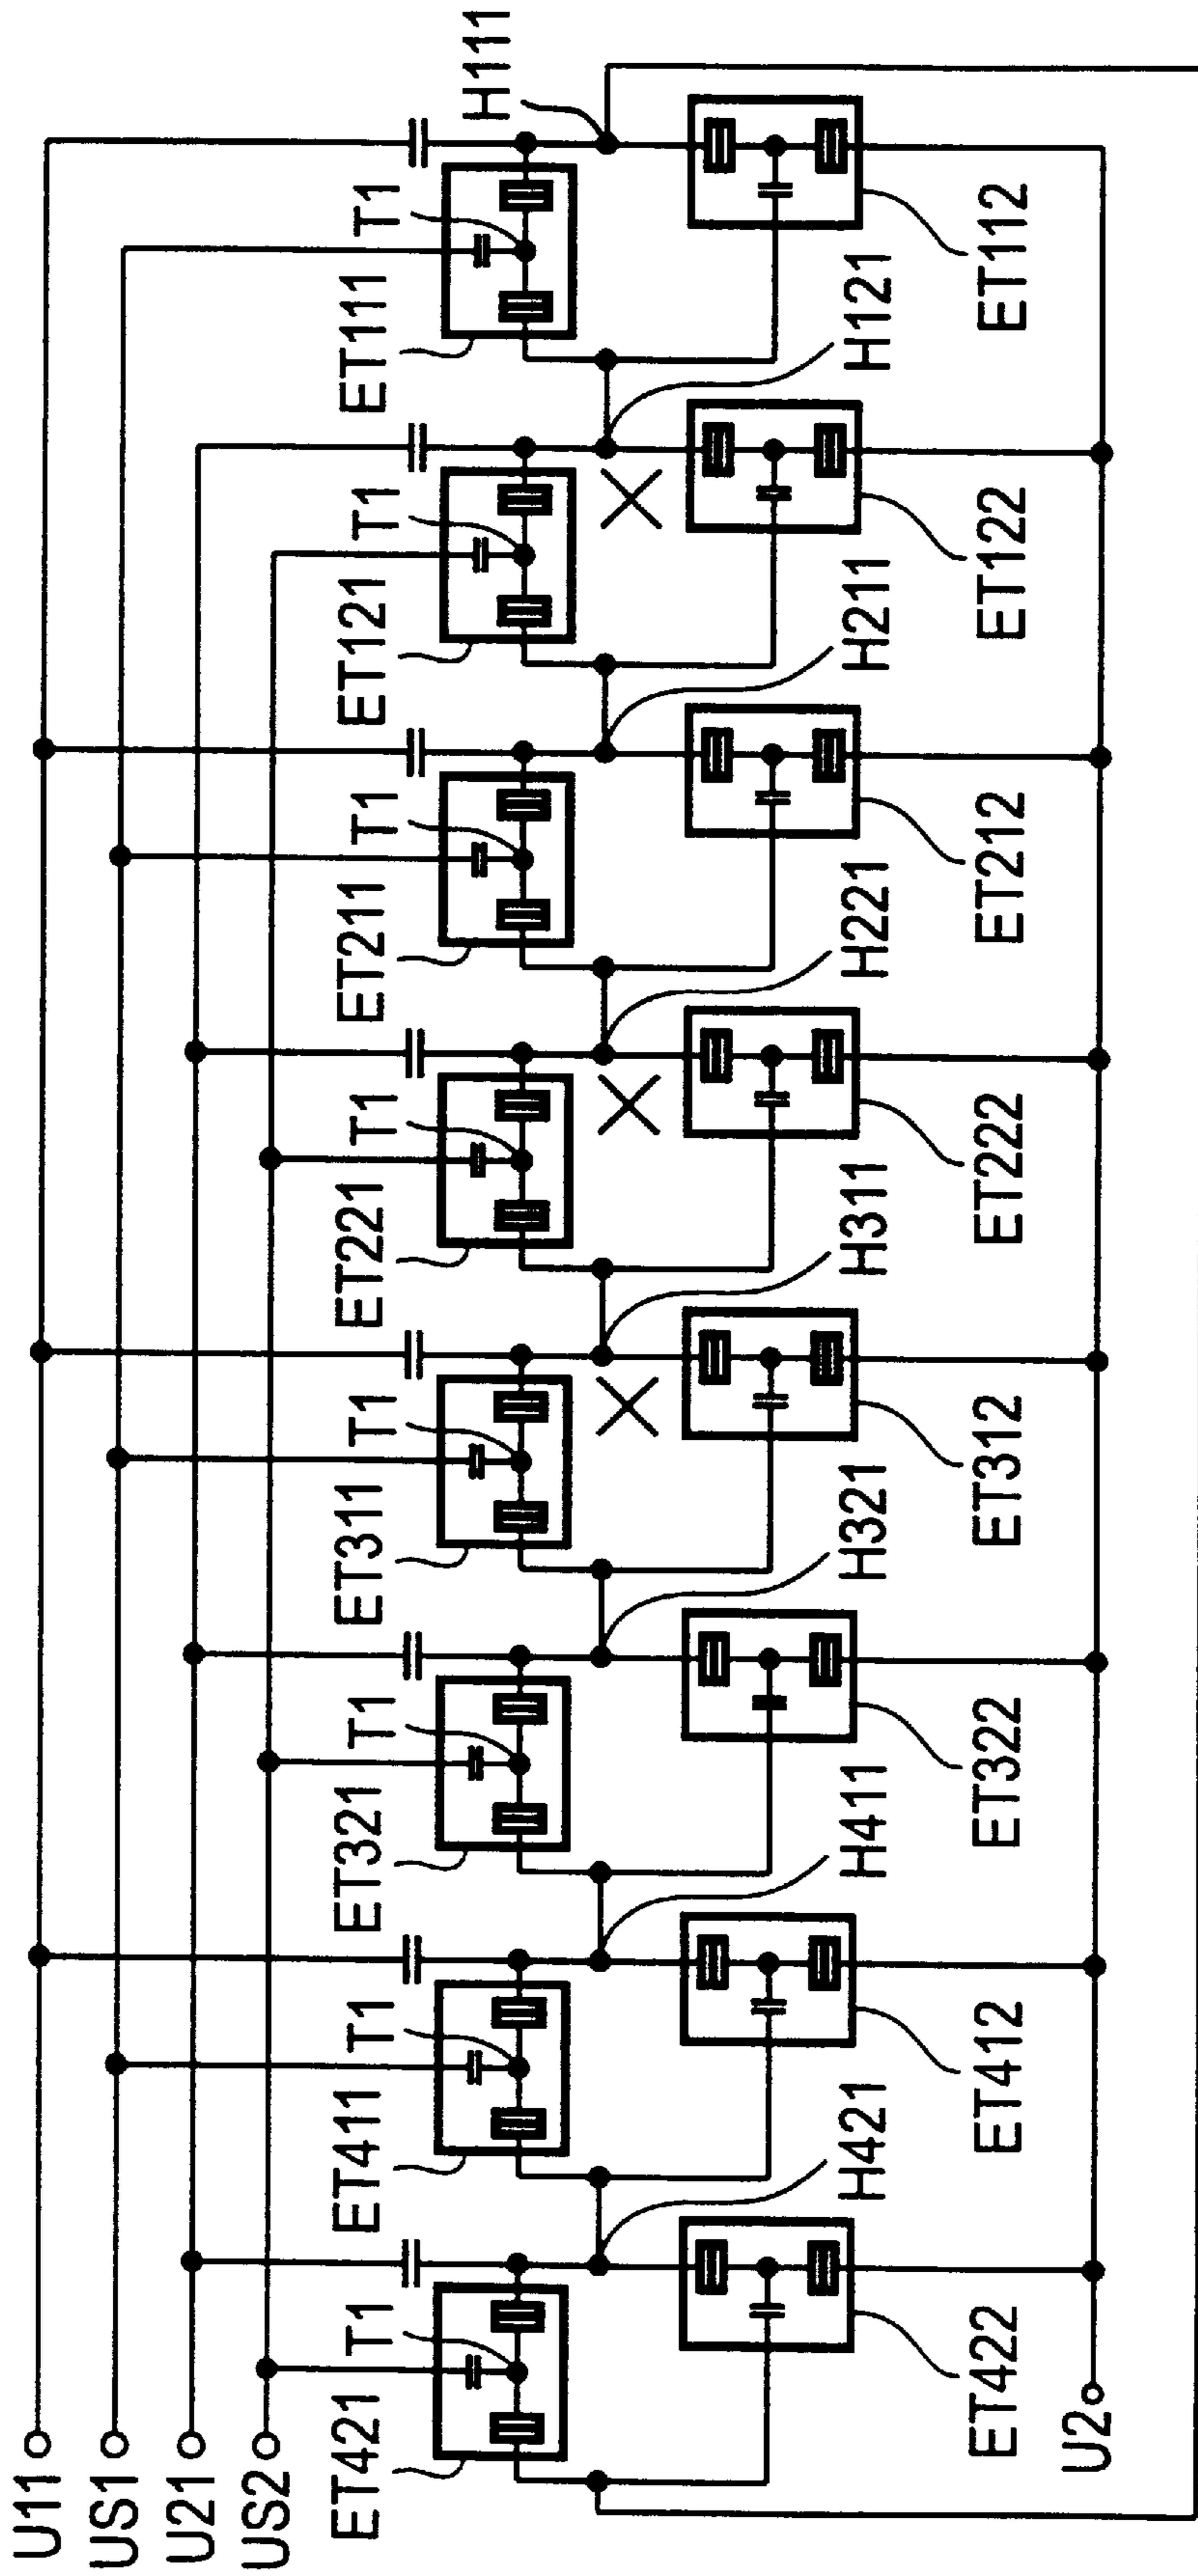 U11
US1
U21
US2
ET421
T1
ET411
T1
ET321
T1
ET311
T1
ET221
T1
ET211
T1
ET121
T1
ET111
T1
H111
H421
H411
H321
H311
H221
H211
H121
ET422
ET412
ET322
ET312
ET222
ET212
ET122
ET112
U2